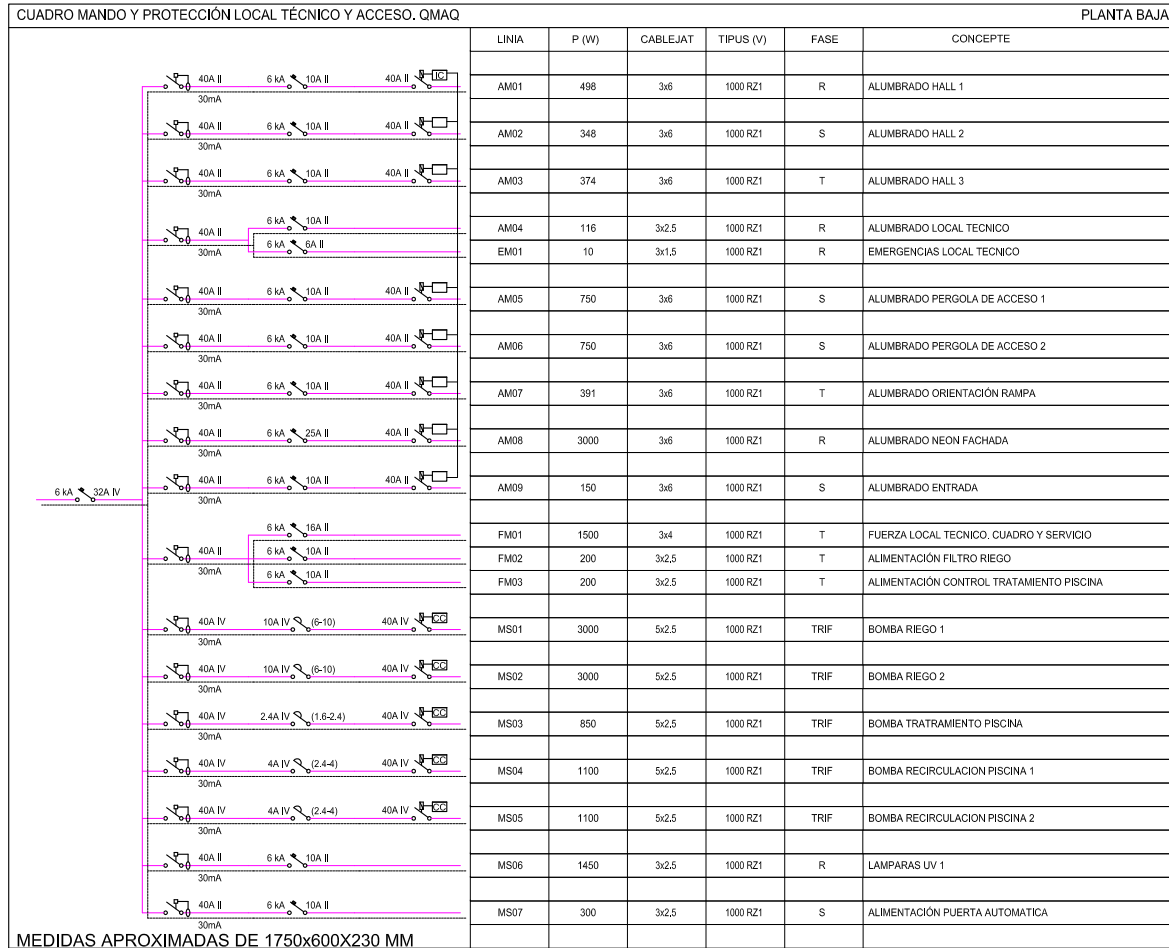 CUADRO MANDO Y PROTECCIÓN LOCAL TÉCNICO Y ACCESO. QMAQ PLANTA BAJA
LINIA P (W) CABLEJAT TIPUS (V) FASE CONCEPTE
40A II 6 kA 10A II 40A II IC
30mA
AM01 498 3x6 1000 RZ1 R ALUMBRADO HALL 1
40A II 6 kA 10A II 40A II
30mA
AM02 348 3x6 1000 RZ1 S ALUMBRADO HALL 2
40A II 6 kA 10A II 40A II
30mA
AM03 374 3x6 1000 RZ1 T ALUMBRADO HALL 3
6 kA 10A II
AM04 116 3x2.5 1000 RZ1 R ALUMBRADO LOCAL TECNICO
40A II
30mA
6 kA 6A II
EM01 10 3x1,5 1000 RZ1 R EMERGENCIAS LOCAL TECNICO
40A II 6 kA 10A II 40A II
30mA
AM05 750 3x6 1000 RZ1 S ALUMBRADO PERGOLA DE ACCESO 1
40A II 6 kA 10A II 40A II
30mA
AM06 750 3x6 1000 RZ1 S ALUMBRADO PERGOLA DE ACCESO 2
40A II 6 kA 10A II 40A II
30mA
AM07 391 3x6 1000 RZ1 T ALUMBRADO ORIENTACIÓN RAMPA
40A II 6 kA 25A II 40A II
30mA
AM08 3000 3x6 1000 RZ1 R ALUMBRADO NEON FACHADA
40A II 6 kA 10A II 40A II
30mA
AM09 150 3x6 1000 RZ1 S ALUMBRADO ENTRADA
6 kA 32A IV
6 kA 16A II
FM01 1500 3x4 1000 RZ1 T FUERZA LOCAL TECNICO. CUADRO Y SERVICIO
40A II 6 kA 10A II
30mA
FM02 200 3x2,5 1000 RZ1 T ALIMENTACIÓN FILTRO RIEGO
6 kA 10A II
FM03 200 3x2.5 1000 RZ1 T ALIMENTACIÓN CONTROL TRATAMIENTO PISCINA
40A IV 10A IV (6-10) 40A IV CC
30mA
MS01 3000 5x2.5 1000 RZ1 TRIF BOMBA RIEGO 1
40A IV 10A IV (6-10) 40A IV CC
30mA
MS02 3000 5x2.5 1000 RZ1 TRIF BOMBA RIEGO 2
40A IV 2.4A IV (1.6-2.4) 40A IV CC
30mA
MS03 850 5x2,5 1000 RZ1 TRIF BOMBA TRATRAMIENTO PISCINA
40A IV 4A IV (2.4-4) 40A IV CC
30mA
MS04 1100 5x2.5 1000 RZ1 TRIF BOMBA RECIRCULACION PISCINA 1
40A IV 4A IV (2.4-4) 40A IV CC
30mA
MS05 1100 5x2.5 1000 RZ1 TRIF BOMBA RECIRCULACION PISCINA 2
40A II 6 kA 10A II
30mA
MS06 1450 3x2.5 1000 RZ1 R LAMPARAS UV 1
40A II 6 kA 10A II
30mA
MS07 300 3x2,5 1000 RZ1 S ALIMENTACIÓN PUERTA AUTOMATICA
MEDIDAS APROXIMADAS DE 1750x600X230 MM